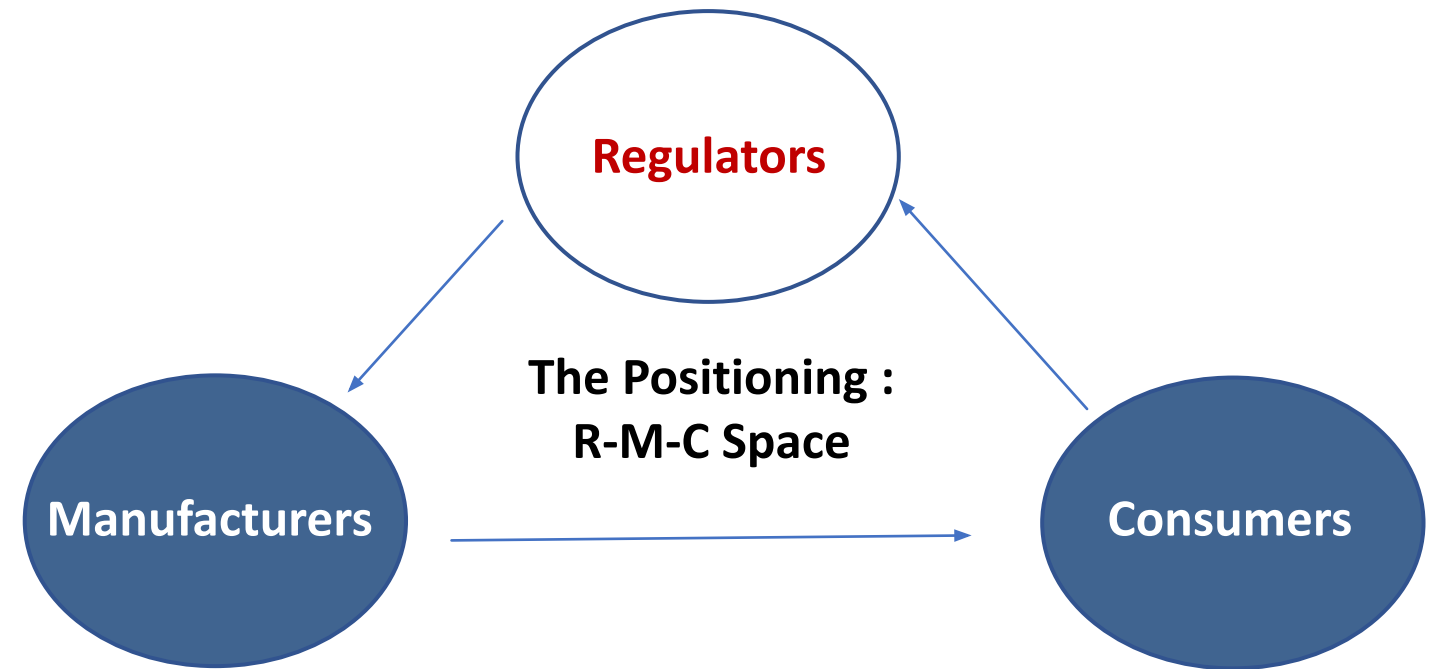 Regulators
The Positioning :
R-M-C Space
Manufacturers
Consumers